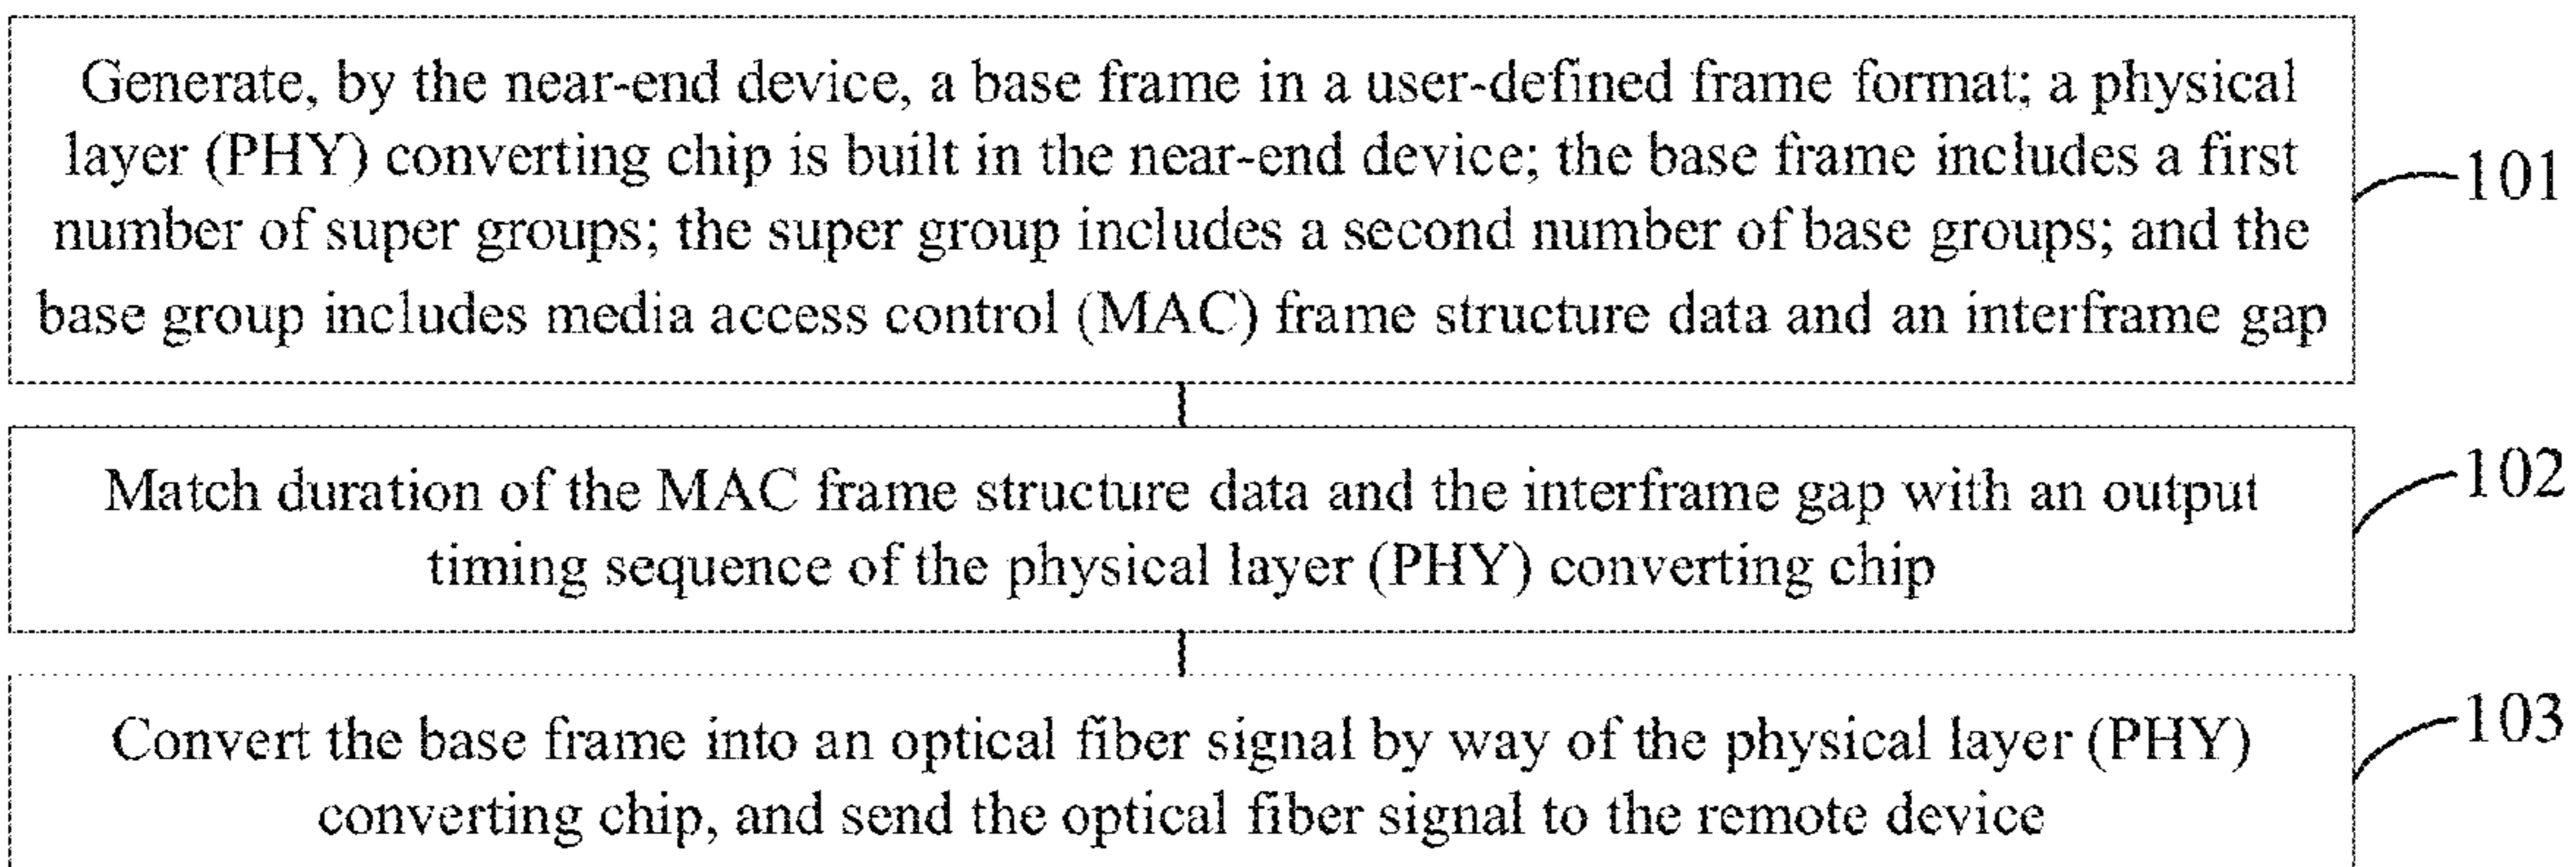 Generate, by the near-end device, a base frame in a user-defined frame format; a physical
layer (PHY) converting chip is built in the near-end device; the base frame includes a first
number of super groups; the super group includes a second number of base groups; and the
base group includes media access control (MAC) frame structure data and an interframe gap
101
Match duration of the MAC frame structure data and the interframe gap with an output
timing sequence of the physical layer (PHY) converting chip
102
Convert the base frame into an optical fiber signal by way of the physical layer (PHY)
converting chip, and send the optical fiber signal to the remote device
103